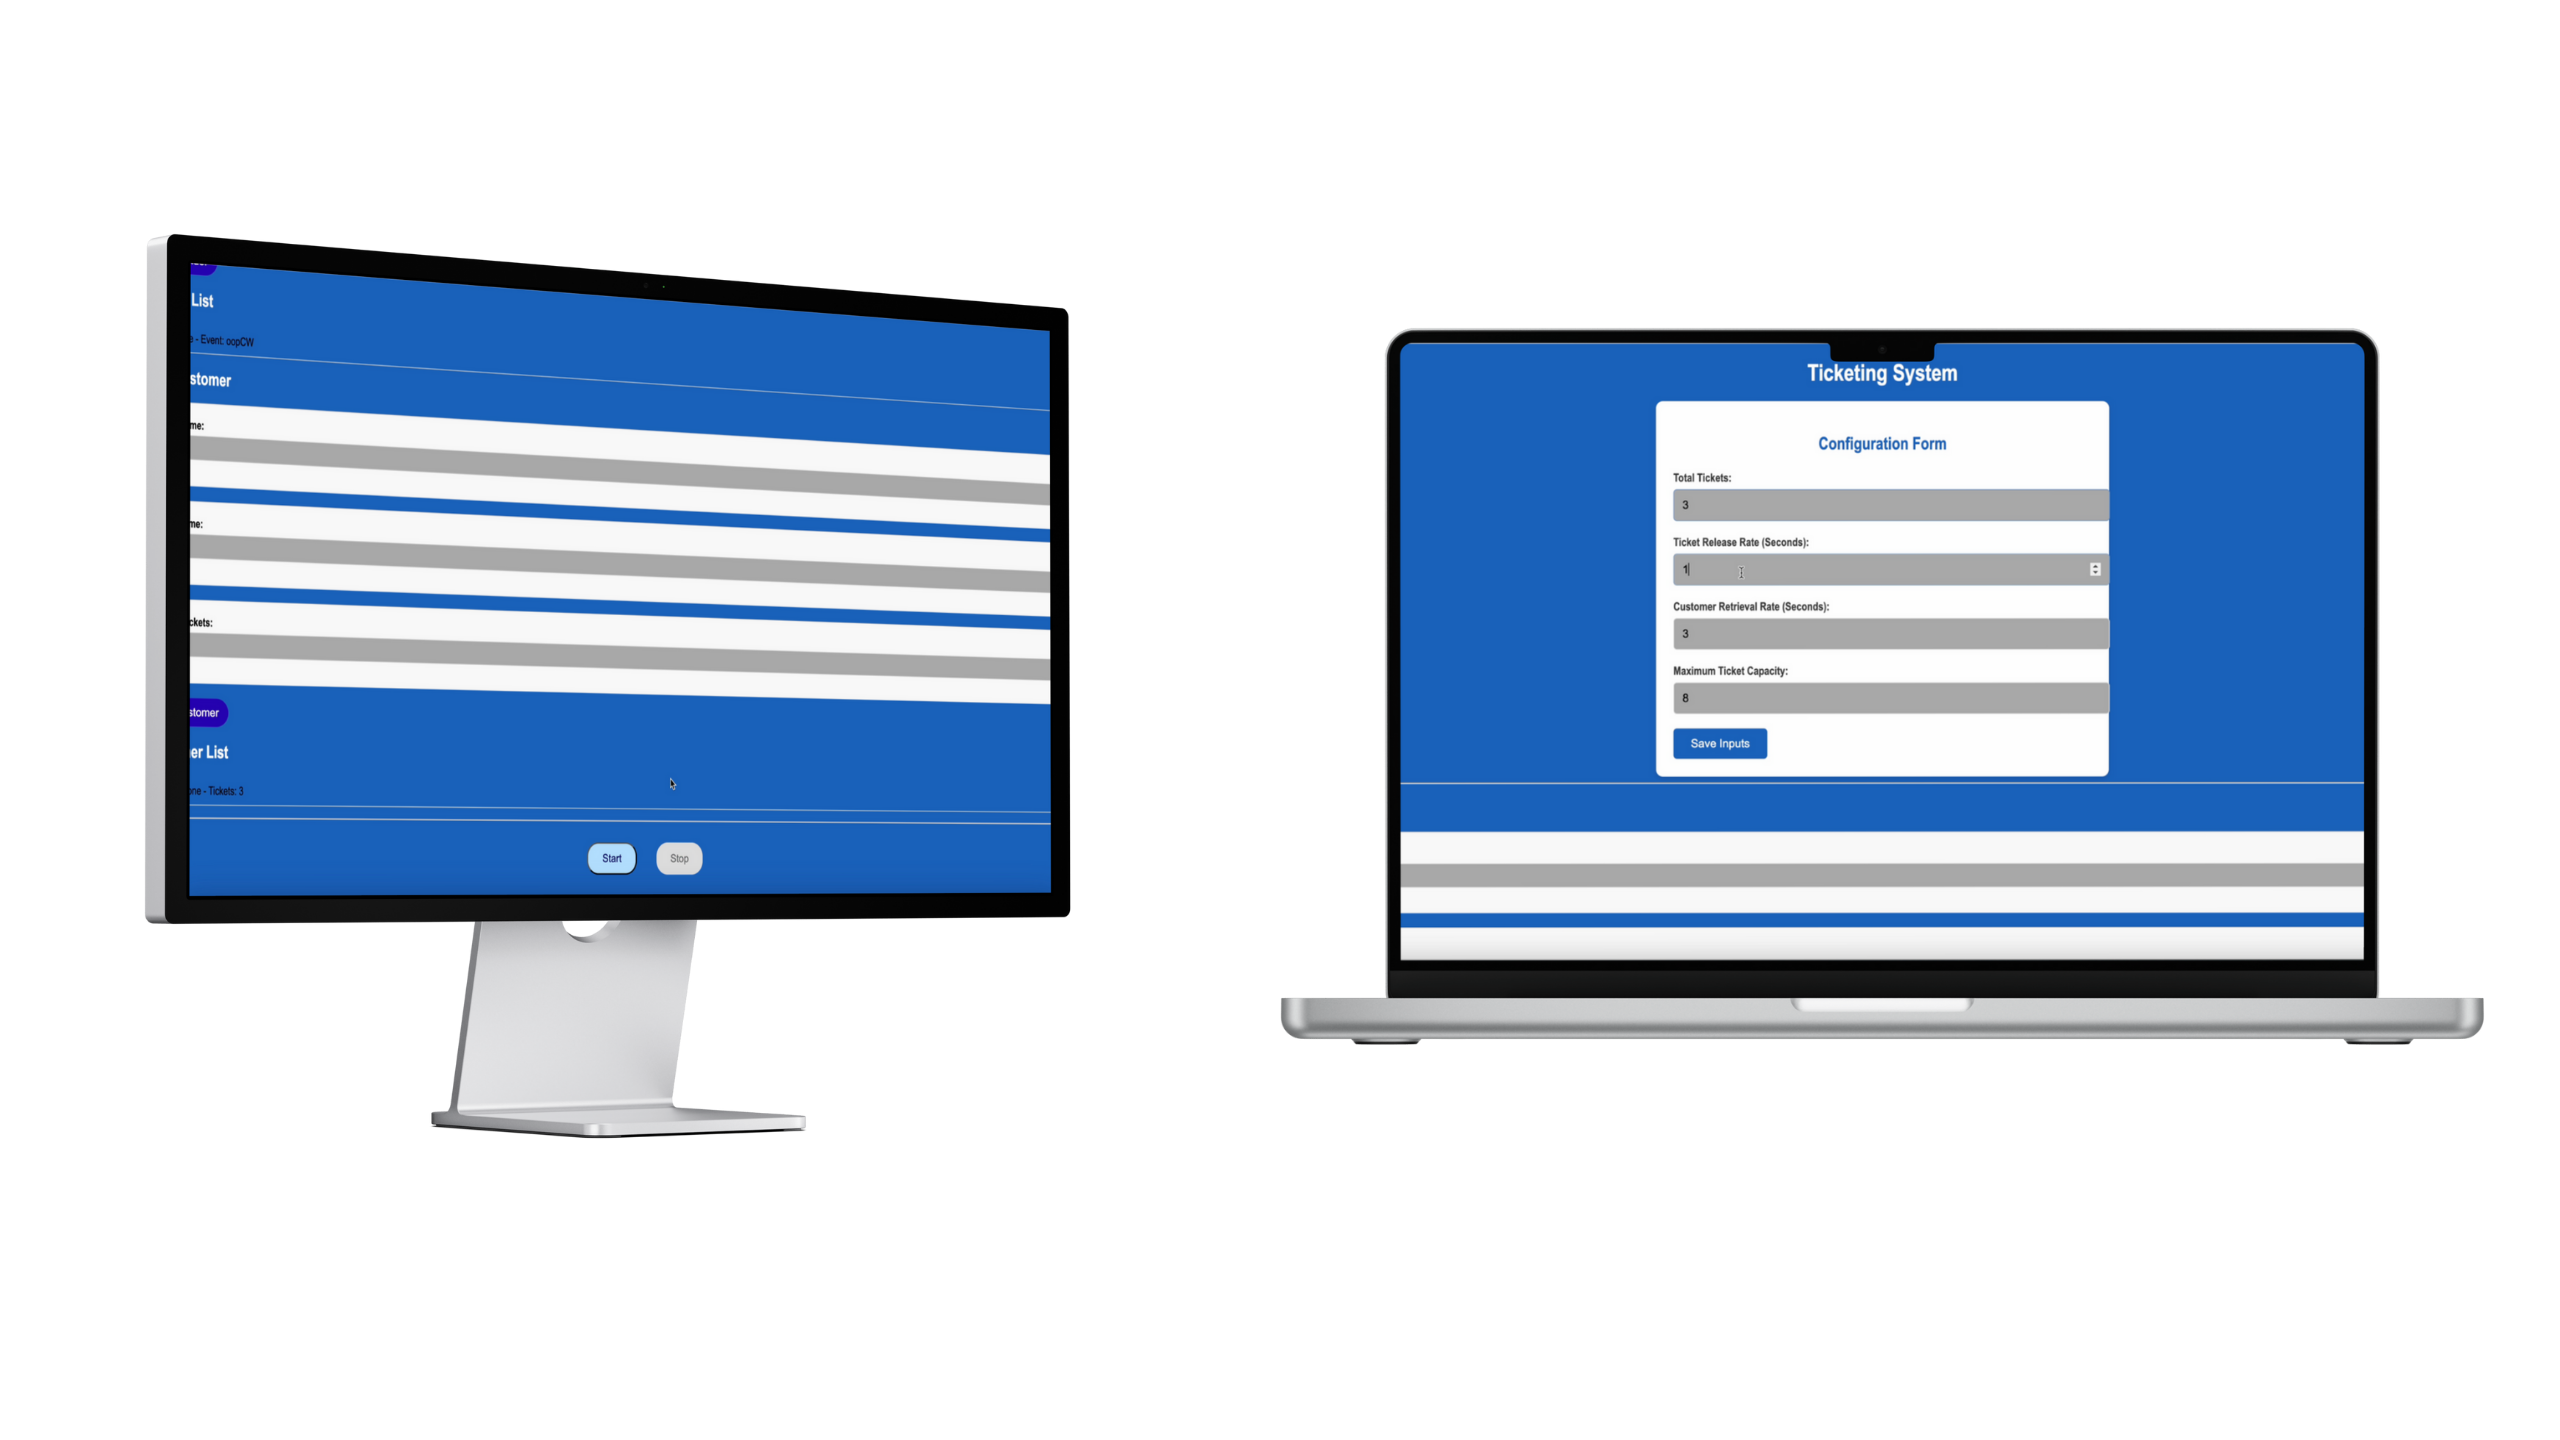 List
- Event: oopCW
stomer
me:
me:
ckets:
stomer
er List
one - Tickets: 3
Start
Stop
Ticketing System
Configuration Form
Total Tickets:
3
Ticket Release Rate (Seconds):
1
Customer Retrieval Rate (Seconds):
3
Maximum Ticket Capacity:
8
Save Inputs